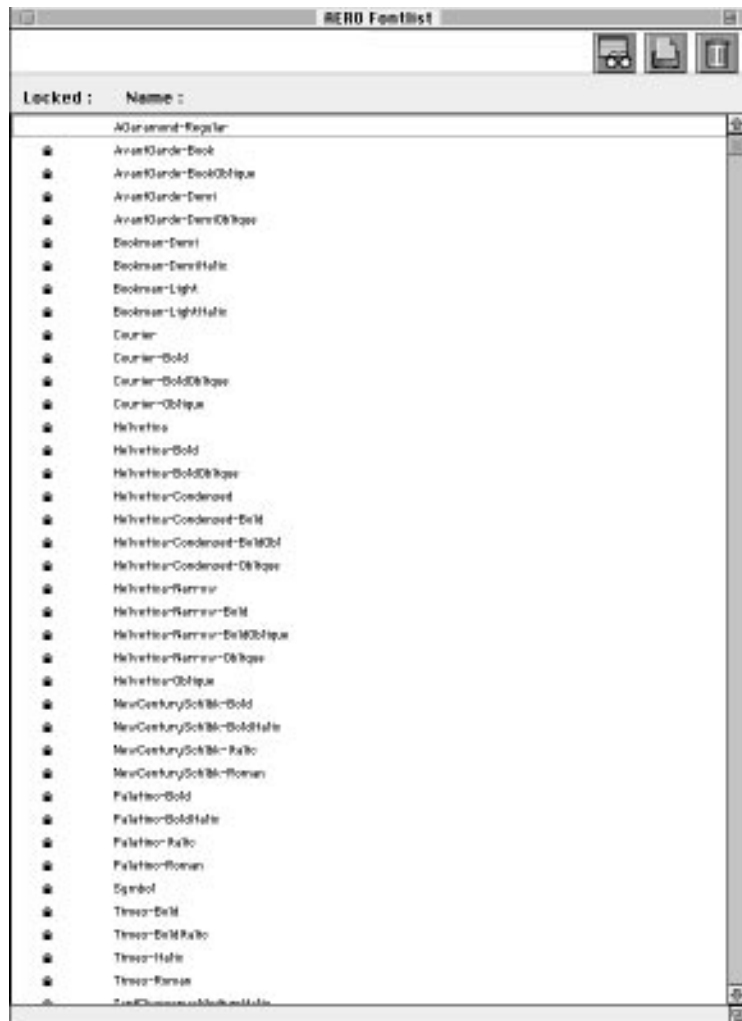 AERO Fontlist
Locked : Name :
AGaramond-Regular
AvantGarde-Book
AvantGarde-BookOblique
AvantGarde-Demi
AvantGarde-DemiOblique
Bookman-Demi
Bookman-DemiItalic
Bookman-Light
Bookman-LightItalic
Courier
Courier-Bold
Courier-BoldOblique
Courier-Oblique
Helvetica
Helvetica-Bold
Helvetica-BoldOblique
Helvetica-Condensed
Helvetica-Condensed-Bold
Helvetica-Condensed-BoldObl
Helvetica-Condensed-Oblique
Helvetica-Narrow
Helvetica-Narrow-Bold
Helvetica-Narrow-BoldOblique
Helvetica-Narrow-Oblique
Helvetica-Oblique
NewCenturySchlbk-Bold
NewCenturySchlbk-BoldItalic
NewCenturySchlbk-Italic
NewCenturySchlbk-Roman
Palatino-Bold
Palatino-BoldItalic
Palatino-Italic
Palatino-Roman
Symbol
Times-Bold
Times-BoldItalic
Times-Italic
Times-Roman